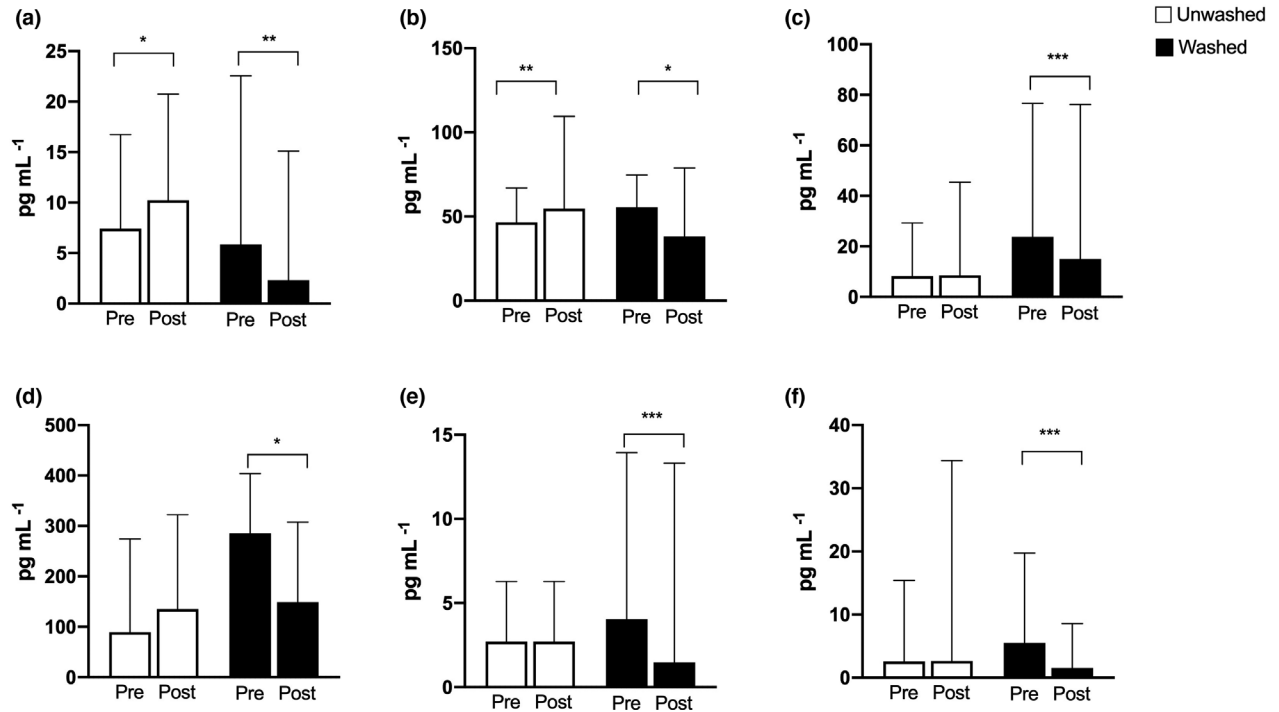 (a)
(b)
(c)
Unwashed
Washed
25
20
15
10
5
0
pg mL -1
*
**
Pre Post Pre Post
150
100
50
0
pg mL -1
**
*
Pre Post Pre Post
100
80
60
40
20
0
pg mL -1
***
Pre Post Pre Post
(d)
(e)
(f)
500
400
300
200
100
0
pg mL -1
*
Pre Post Pre Post
15
10
5
0
pg mL -1
***
Pre Post Pre Post
40
30
20
10
0
pg mL -1
***
Pre Post Pre Post